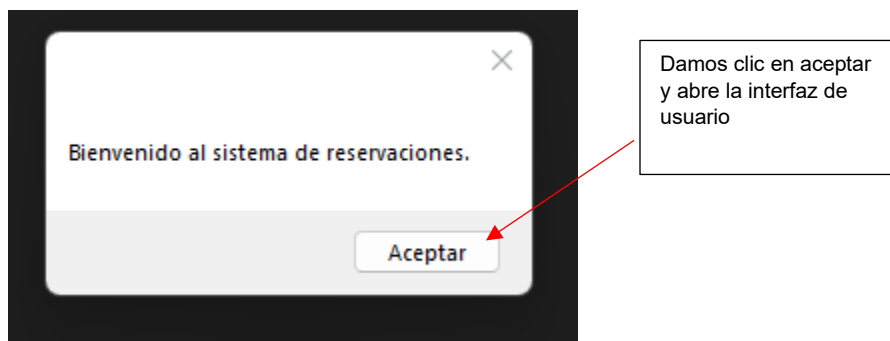 Bienvenido al sistema de reservaciones.
Aceptar
Damos clic en aceptar
y abre la interfaz de
usuario